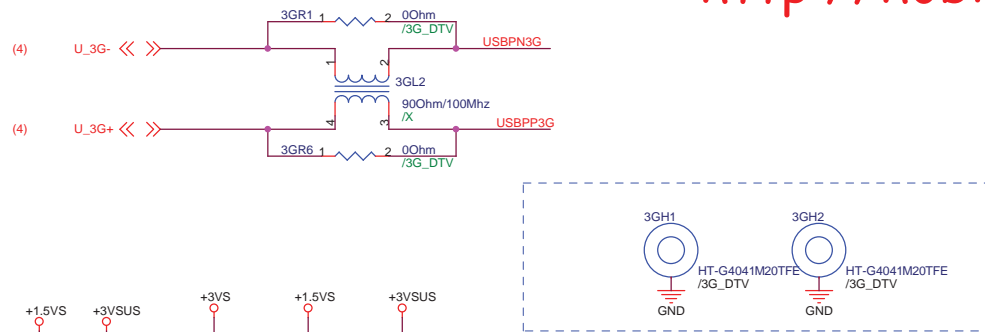 3GR1 1 2 0Ohm
/3G_DTV
(4) U_3G- USBPN3G
1 2
3GL2
90Ohm/100Mhz
/X
4 3
(4) U_3G+ USBPP3G
3GR6 1 2 0Ohm
/3G_DTV
3GH1 3GH2
HT-G4041M20TFE HT-G4041M20TFE
/3G_DTV /3G_DTV
GND GND
+1.5VS +3VSUS +3VS +1.5VS +3VSUS